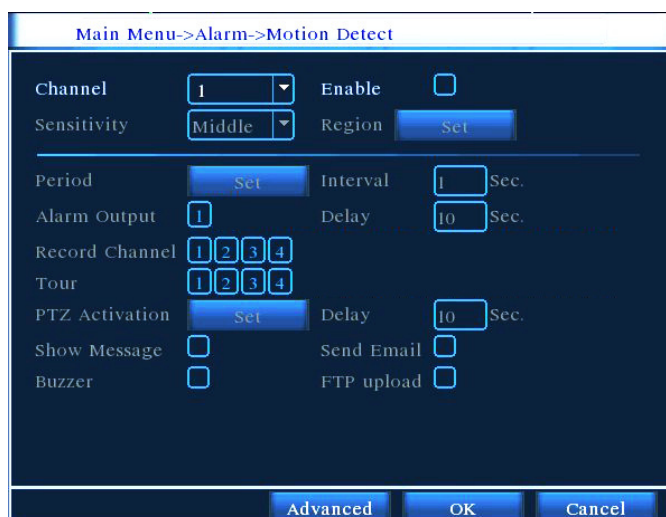 Main Menu->Alarm->Motion Detect
Channel 1 Enable
Sensitivity Middle Region Set
Period Set Interval 1 Sec.
Alarm Output 1 Delay 10 Sec.
Record Channel 1 2 3 4
Tour 1 2 3 4
PTZ Activation Set Delay 10 Sec.
Show Message Send Email
Buzzer FTP upload
Advanced OK Cancel